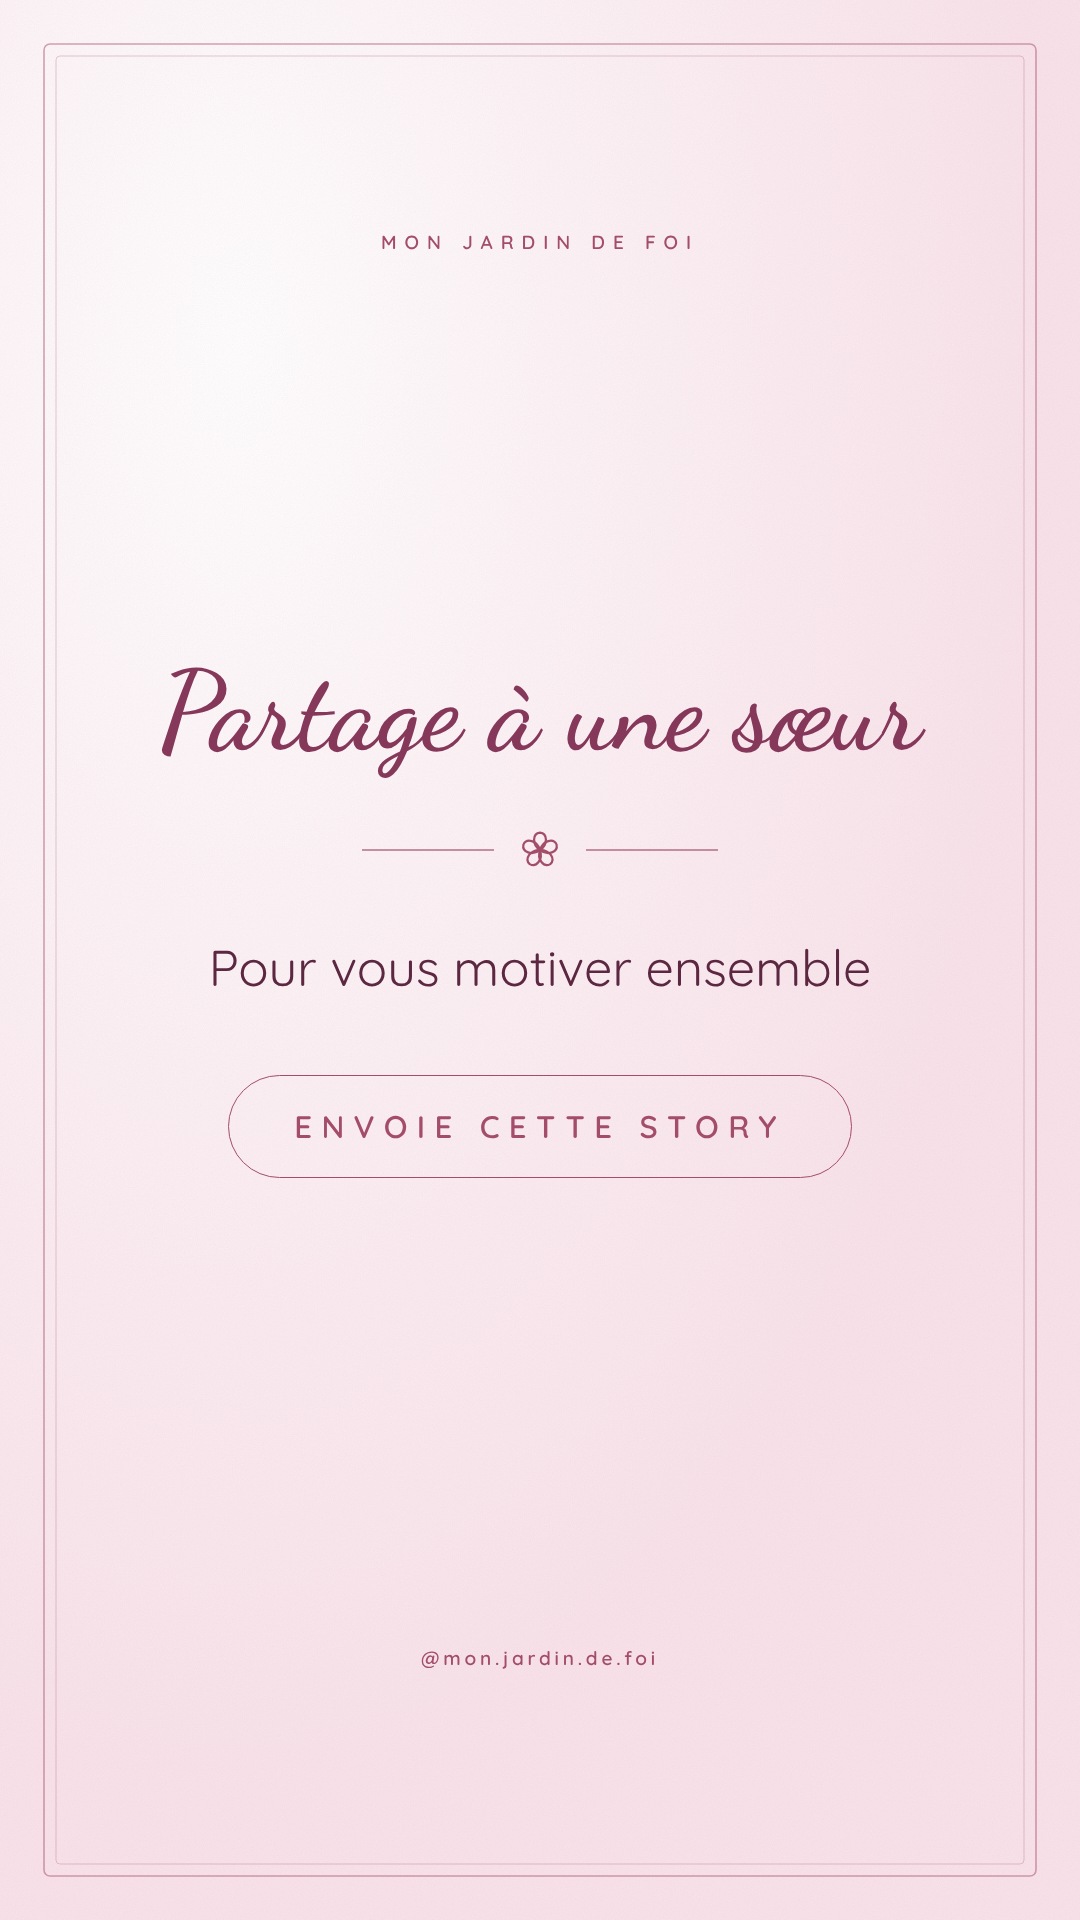 MON JARDIN DE FOI
Partage à une sœur
Pour vous motiver ensemble
ENVOIE CETTE STORY
@mon.jardin.de.foi